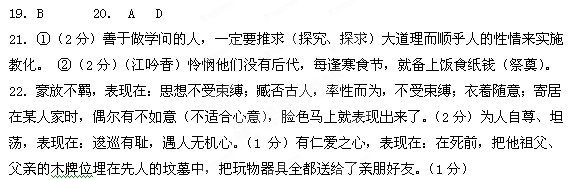 19. B      20.  A  D
21. ①（2分）善于做学问的人，一定要推求（探究、探求）大道理而顺乎人的性情来实施
教化。 ②（2分）（江吟香）怜悯他们没有后代，每逢寒食节，就备上饭食纸钱（祭奠）。
22. 豪放不羁，表现在：思想不受束缚；臧否古人，率性而为，不受束缚；衣着随意；寄居
在某人家时，偶尔有不如意（不适合心意），脸色马上就表现出来了。（2分）为人自尊、坦
荡，表现在：逡巡有耻，遇人无机心。（1分）有仁爱之心，表现在：在死前，把他祖父、
父亲的木牌位埋在先人的坟墓中，把玩物器具全都送给了亲朋好友。（1分）